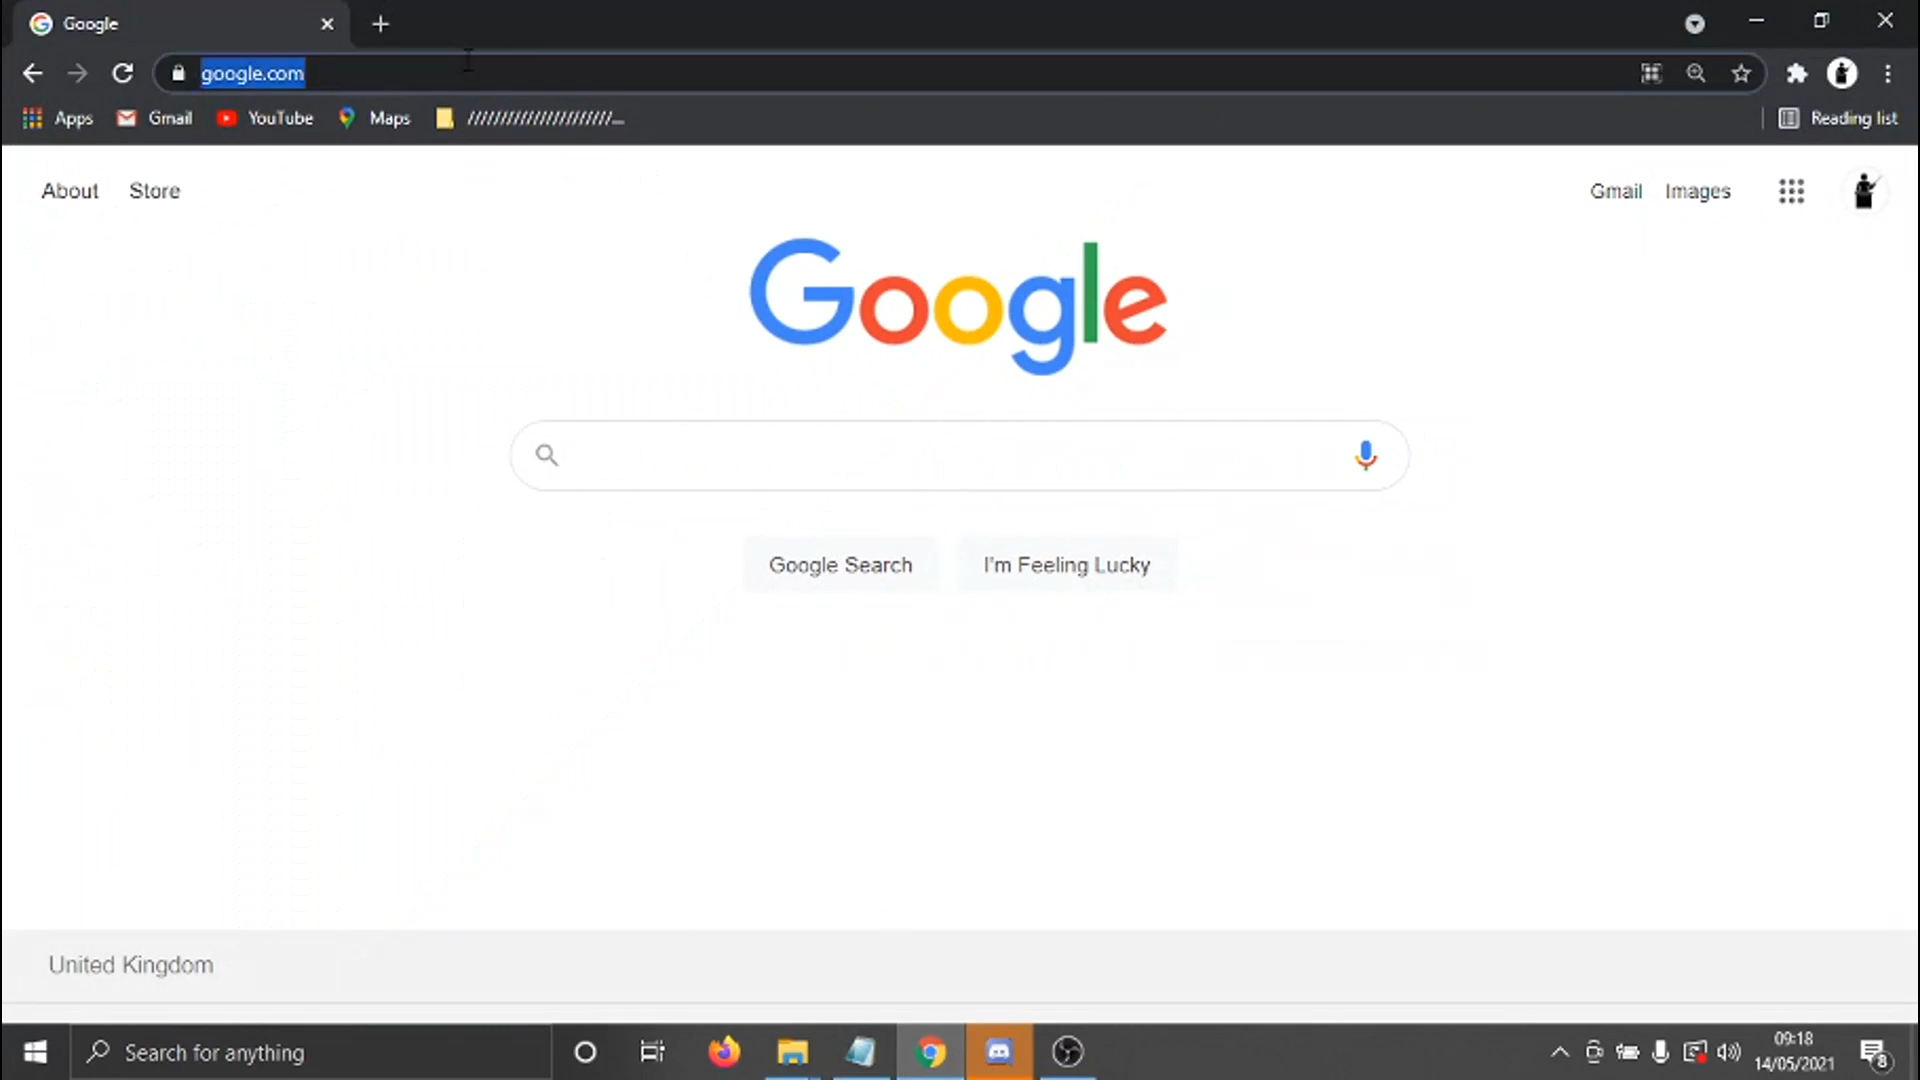 Google
google.com
Apps Gmail YouTube Maps //////////////////////...
Reading list
About Store
Gmail Images
Google
Google Search I'm Feeling Lucky
United Kingdom
Search for anything
09:18
14/05/2021
8